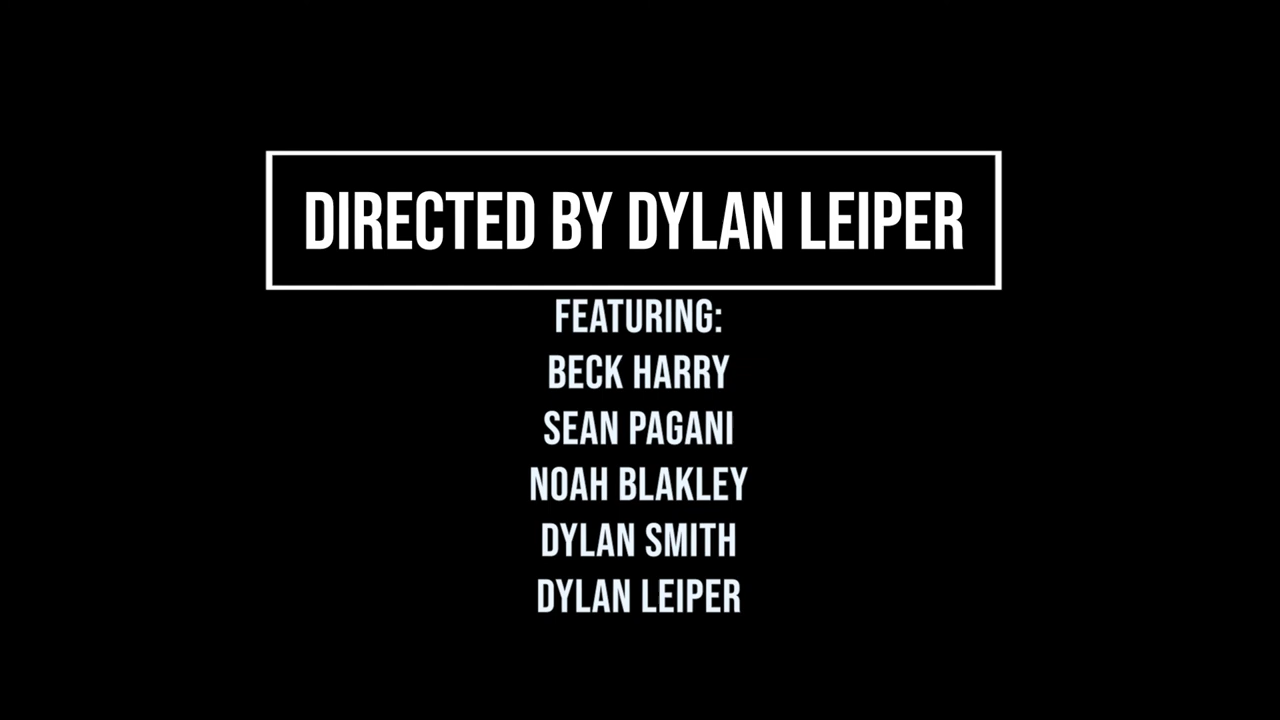 DIRECTED BY DYLAN LEIPER
FEATURING:
BECK HARRY
SEAN PAGANI
NOAH BLAKLEY
DYLAN SMITH
DYLAN LEIPER